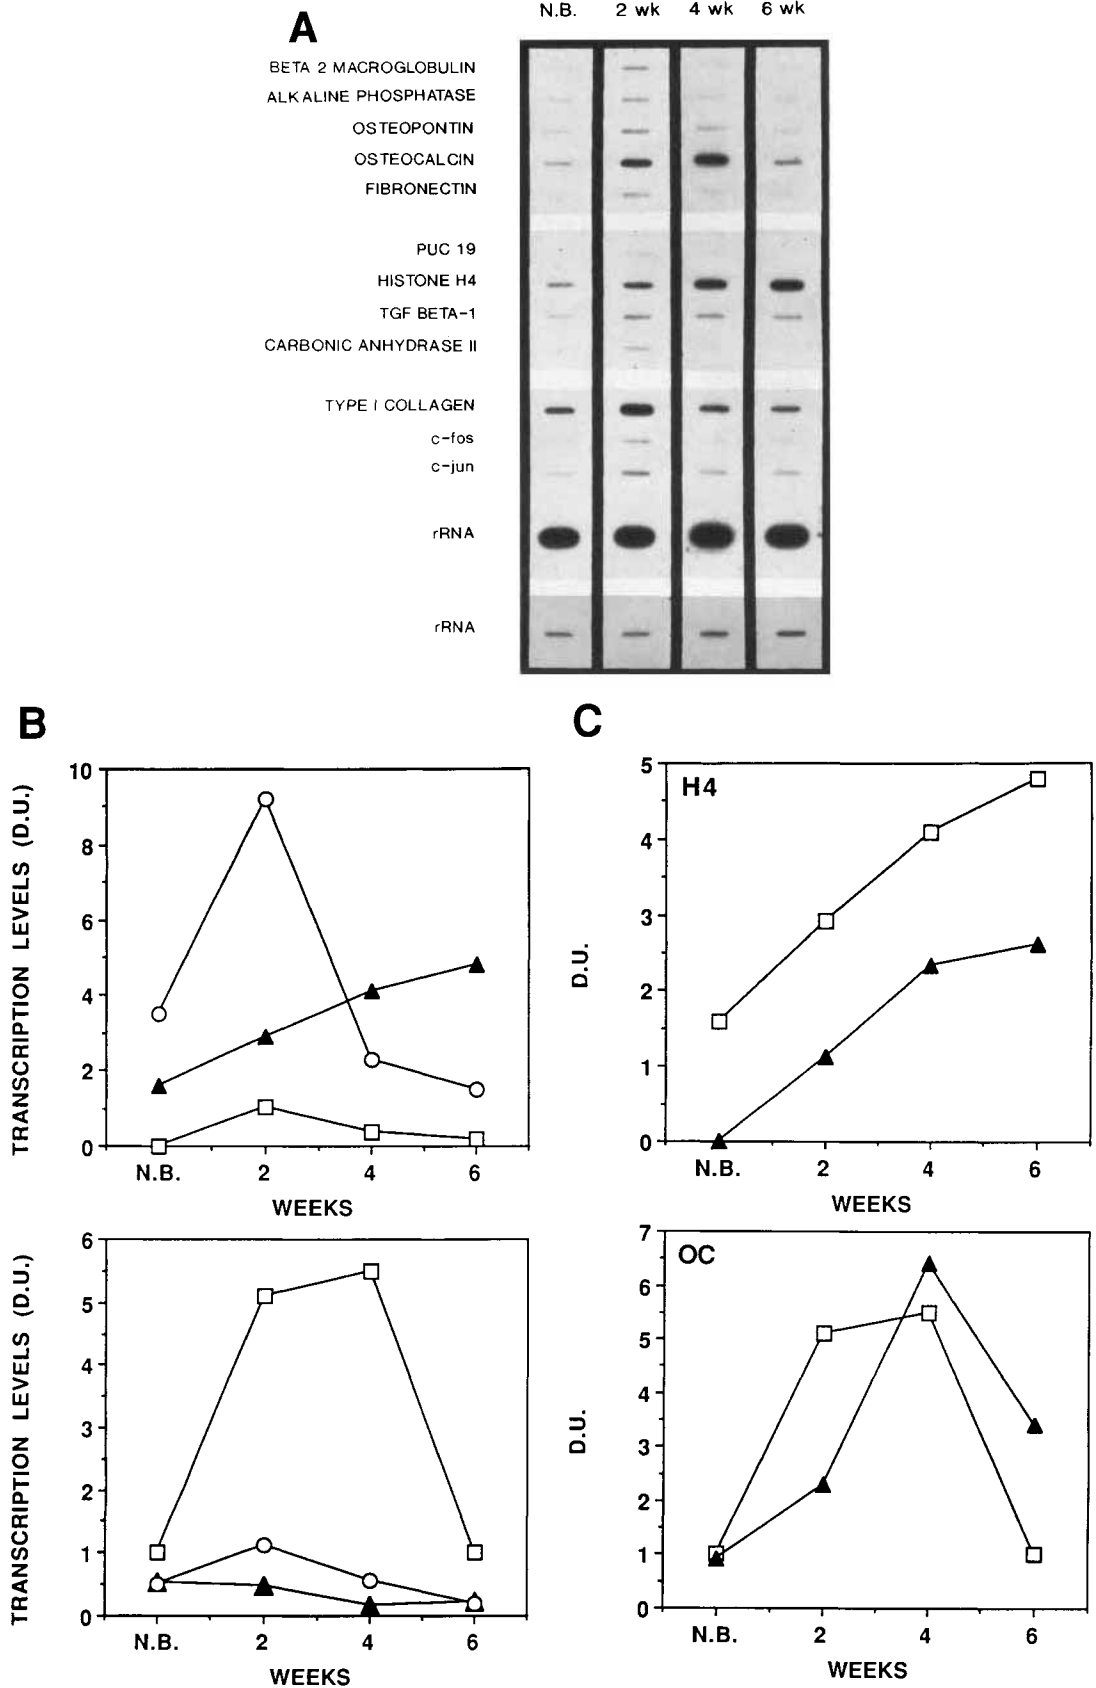 A
N.B. 2 wk 4 wk 6 wk
BETA 2 MACROGLOBULIN
ALKALINE PHOSPHATASE
OSTEOPONTIN
OSTEOCALCIN
FIBRONECTIN
PUC 19
HISTONE H4
TGF BETA-1
CARBONIC ANHYDRASE II
TYPE I COLLAGEN
c-fos
c-jun
rRNA
rRNA
B
TRANSCRIPTION LEVELS (D.U.)
10
8
6
4
2
0
N.B. 2 4 6
WEEKS
TRANSCRIPTION LEVELS (D.U.)
6
5
4
3
2
1
0
N.B. 2 4 6
WEEKS
C
H4
D.U.
5
4
3
2
1
0
N.B. 2 4 6
WEEKS
OC
D.U.
7
6
5
4
3
2
1
0
N.B. 2 4 6
WEEKS